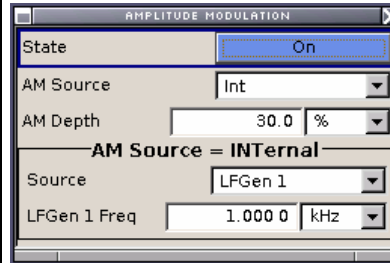 AMPLITUDE MODULATION
State On
AM Source Int
AM Depth 30.0 %
AM Source = INTernal
Source LFGen 1
LFGen 1 Freq 1.000 0 kHz